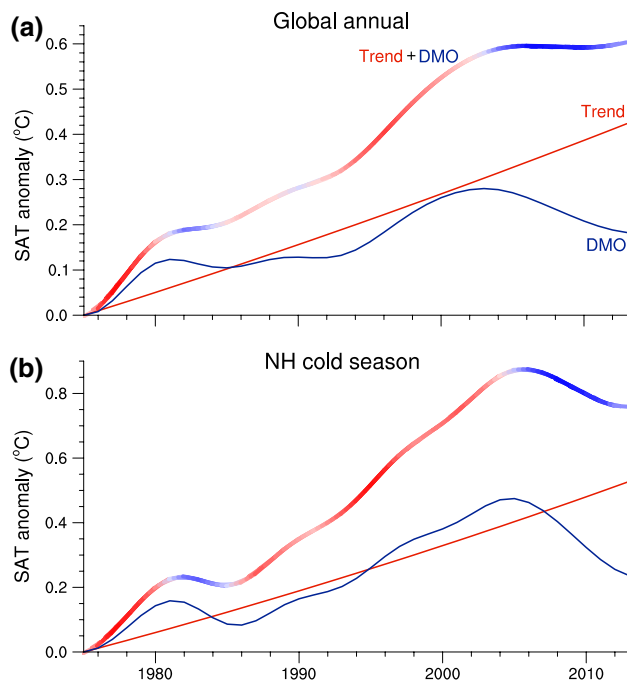 (a)
Global annual
SAT anomaly (°C)
0.6
0.5
0.4
0.3
0.2
0.1
0.0
Trend + DMO
Trend
DMO
(b)
NH cold season
SAT anomaly (°C)
0.8
0.6
0.4
0.2
0.0
1980 1990 2000 2010